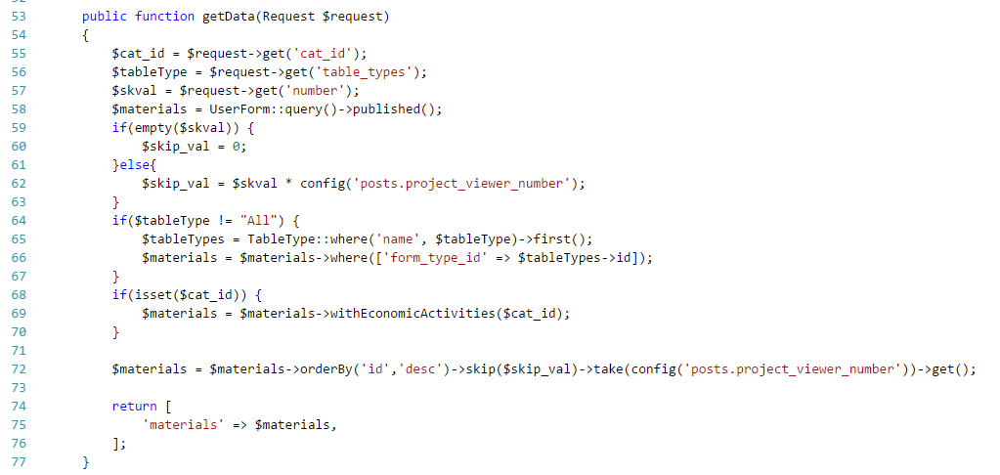 53 public function getData(Request $request)
54 {
55 $cat_id = $request->get('cat_id');
56 $tableType = $request->get('table_types');
57 $skval = $request->get('number');
58 $materials = UserForm::query()->published();
59 if(empty($skval)) {
60 $skip_val = 0;
61 }else{
62 $skip_val = $skval * config('posts.project_viewer_number');
63 }
64 if($tableType != "All") {
65 $tableTypes = TableType::where('name', $tableType)->first();
66 $materials = $materials->where(['form_type_id' => $tableTypes->id]);
67 }
68 if(isset($cat_id)) {
69 $materials = $materials->withEconomicActivities($cat_id);
70 }
71
72 $materials = $materials->orderBy('id','desc')->skip($skip_val)->take(config('posts.project_viewer_number'))->get();
73
74 return [
75 'materials' => $materials,
76 ];
77 }